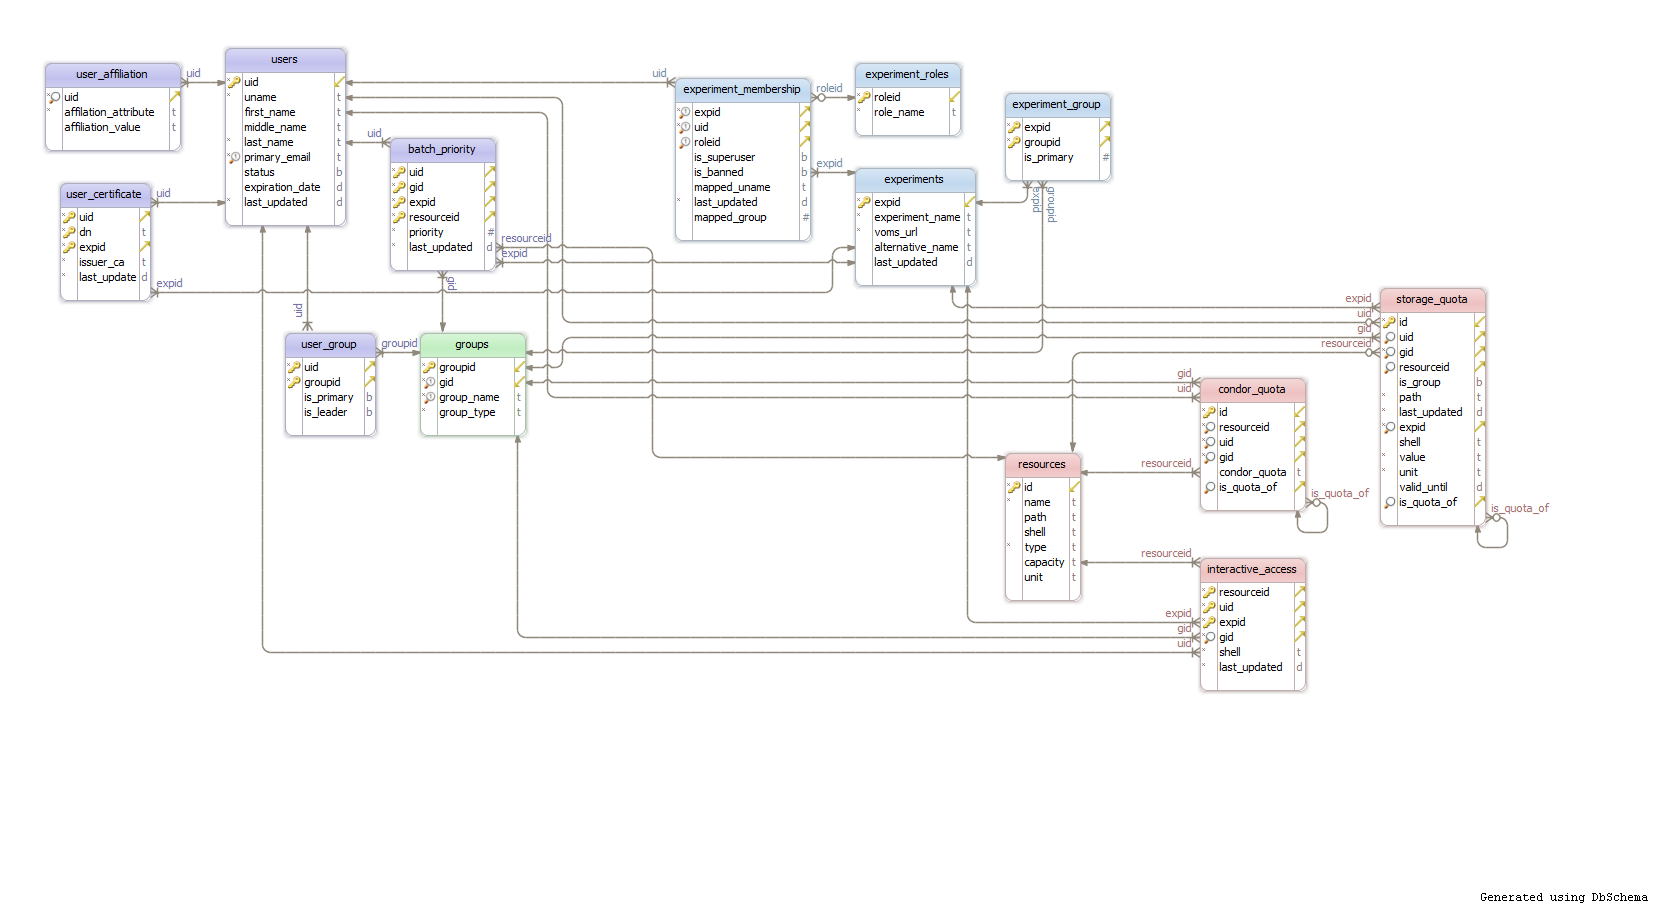 user_affiliation
uid
affilation_attribute t
affiliation_value t
uid
users
uid
uname t
first_name t
middle_name t
last_name t
primary_email t
status b
expiration_date d
last_updated d
user_certificate
uid
dn t
expid
issuer_ca t
last_update d
uid
expid
uid
batch_priority
uid
gid
expid
resourceid
priority #
last_updated d
resourceid
expid
gid
uid
experiment_membership
expid
uid
roleid
is_superuser b
is_banned b
mapped_uname t
last_updated d
mapped_group #
roleid
expid
experiment_roles
roleid
role_name t
experiments
expid
experiment_name t
voms_url t
alternative_name t
last_updated d
experiment_group
expid
groupid
is_primary #
expid
groupid
uid
user_group
uid
groupid
is_primary b
is_leader b
groupid
groups
groupid
gid
group_name t
group_type t
expid
uid
gid
resourceid
storage_quota
id
uid
gid
resourceid
is_group b
path t
last_updated d
expid
shell t
value t
unit t
valid_until d
is_quota_of
is_quota_of
gid
uid
resourceid
condor_quota
id
resourceid
uid
gid
condor_quota t
is_quota_of
is_quota_of
resources
id
name t
path t
shell t
type t
capacity t
unit t
resourceid
expid
gid
uid
interactive_access
resourceid
uid
expid
gid
shell t
last_updated d
Generated using DbSchema